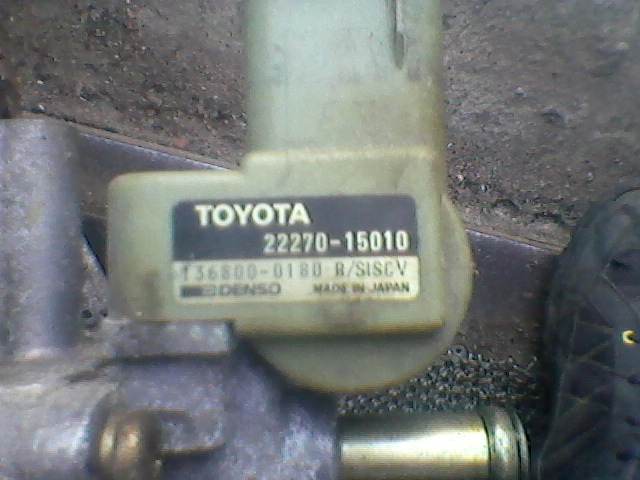 TOYOTA
22270-15010
136800-0180 R/SISCV
DENSO MADE IN JAPAN